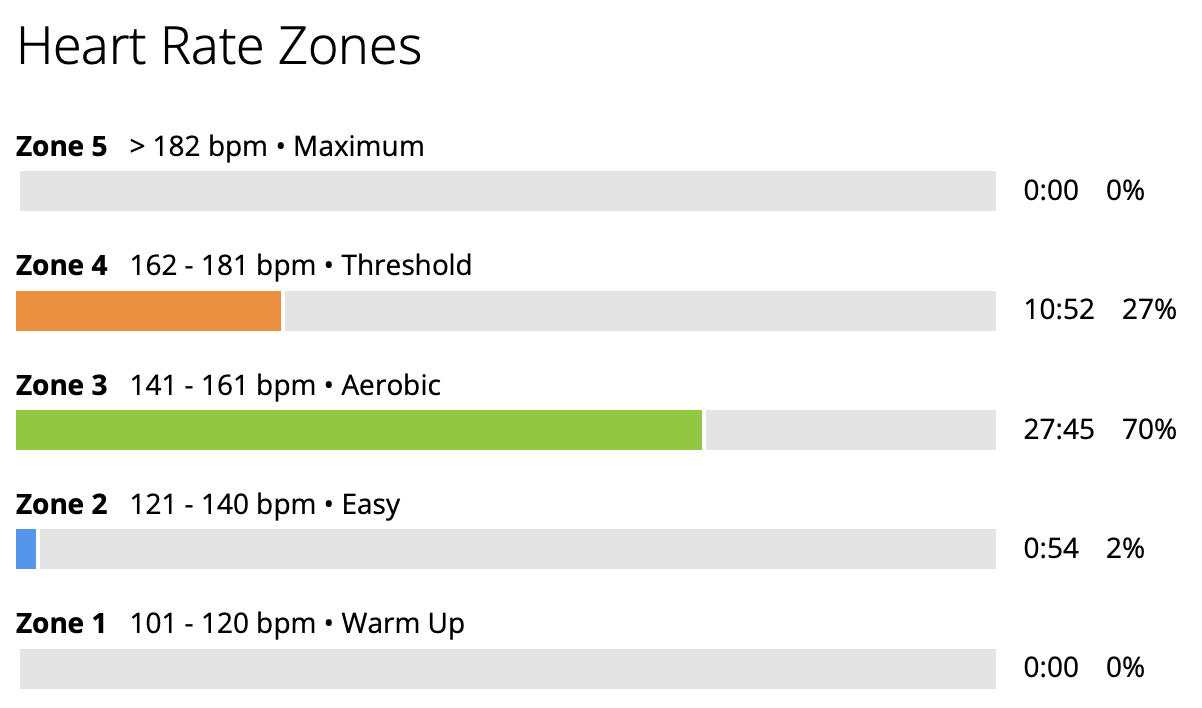 Heart Rate Zones
Zone 5 > 182 bpm • Maximum
0:00 0%
Zone 4 162 - 181 bpm • Threshold
10:52 27%
Zone 3 141 - 161 bpm • Aerobic
27:45 70%
Zone 2 121 - 140 bpm • Easy
0:54 2%
Zone 1 101 - 120 bpm • Warm Up
0:00 0%